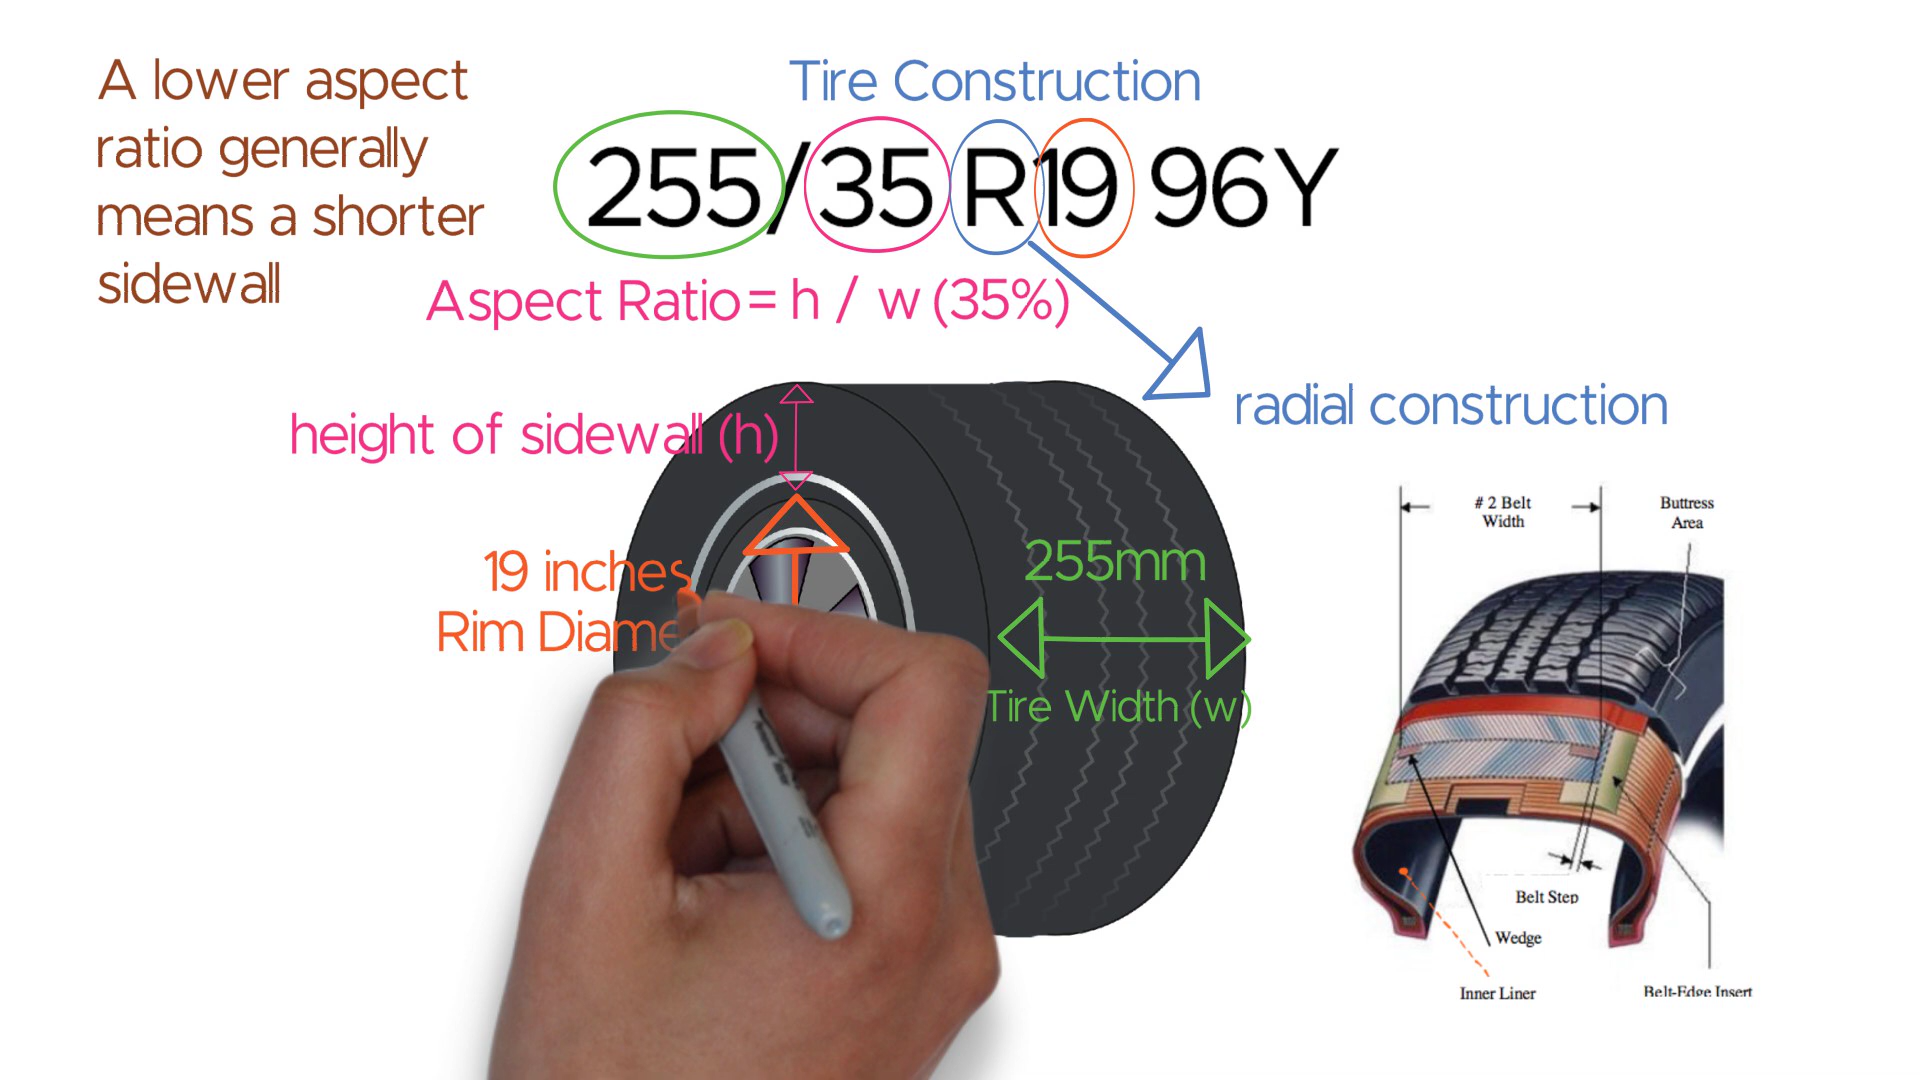 A lower aspect
ratio generally
means a shorter
sidewall
Tire Construction
255/35 R19 96Y
Aspect Ratio = h / w (35%)
radial construction
height of sidewall (h)
19 inches
Rim Diame
255mm
Tire Width (w)
# 2 Belt
Width
Buttress
Area
Belt Step
Wedge
Inner Liner
Belt-Edge Insert